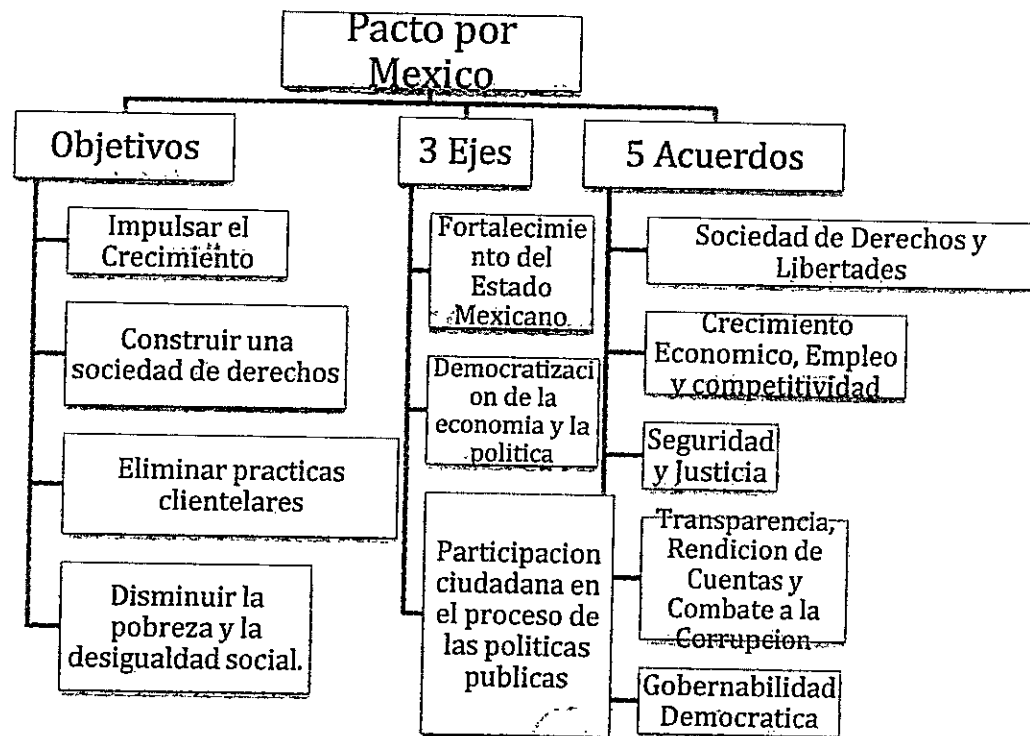 Pacto por
Mexico
Objetivos
Impulsar el
Crecimiento
Construir una
sociedad de derechos
Eliminar practicas
clientelares
Disminuir la
pobreza y la
desigualdad social.
3 Ejes
Fortalecimie
nto del
Estado
Mexicano
Democratizaci
on de la
economia y la
politica
Participacion
ciudadana en
el proceso de
las politicas
publicas
5 Acuerdos
Sociedad de Derechos y
Libertades
Crecimiento
Economico, Empleo
y competitividad
Seguridad
y Justicia
Transparencia,
Rendicion de
Cuentas y
Combate a la
Corrupcion
Gobernabilidad
Democratica